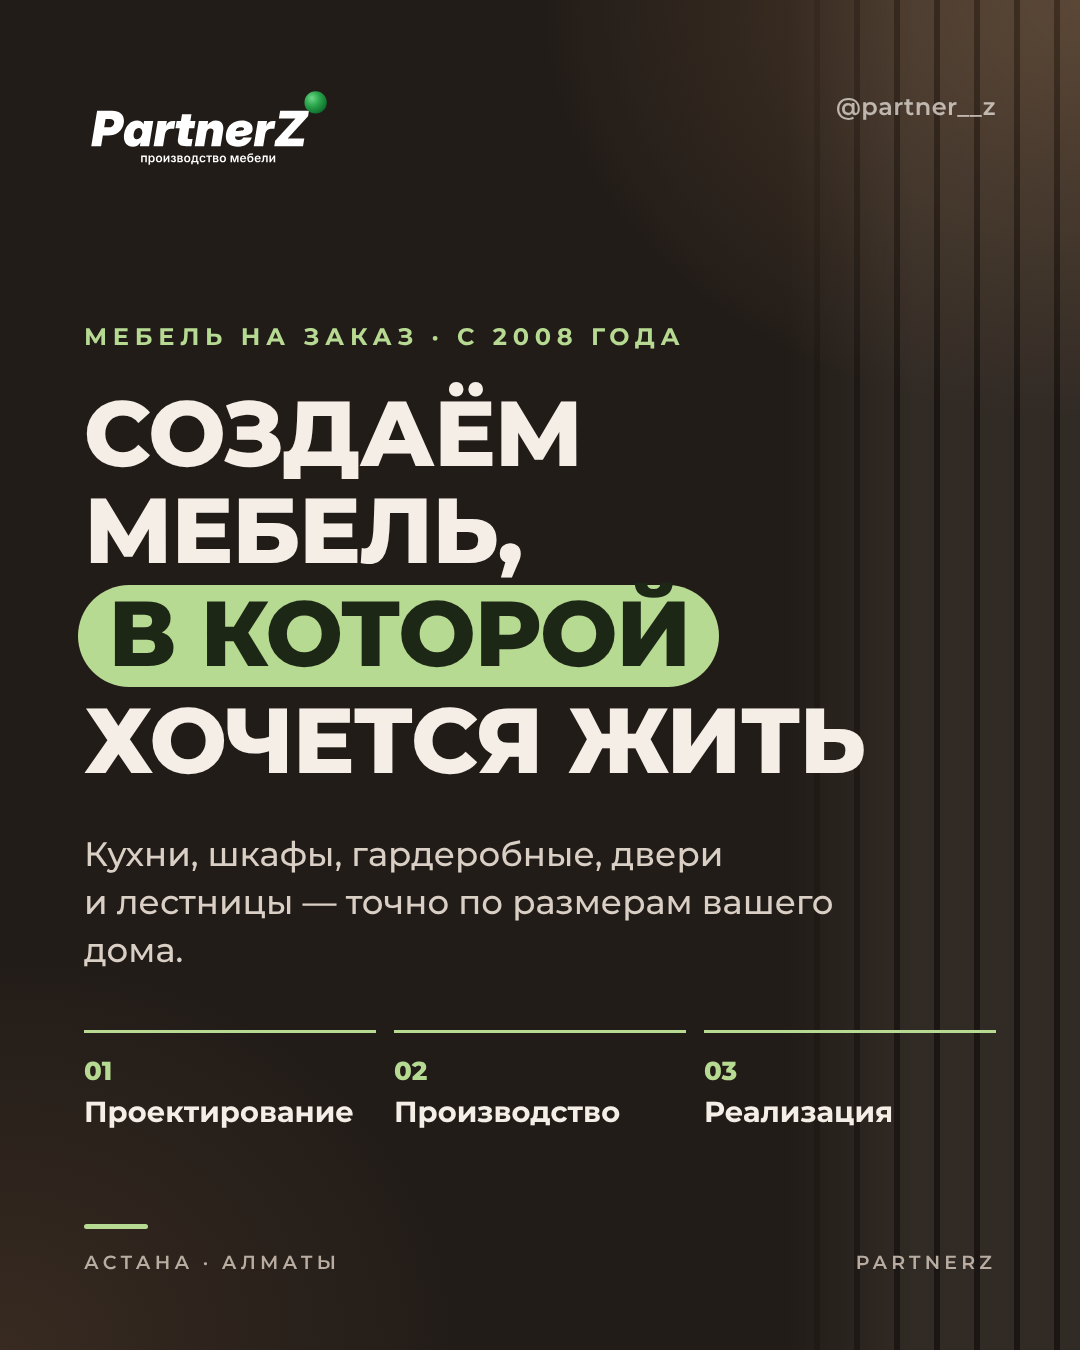 PartnerZ
производство мебели
@partner__z
МЕБЕЛЬ НА ЗАКАЗ · С 2008 ГОДА
СОЗДАЁМ
МЕБЕЛЬ,
В КОТОРОЙ
ХОЧЕТСЯ ЖИТЬ
Кухни, шкафы, гардеробные, двери
и лестницы — точно по размерам вашего
дома.
01
Проектирование
02
Производство
03
Реализация
АСТАНА · АЛМАТЫ
PARTNERZ